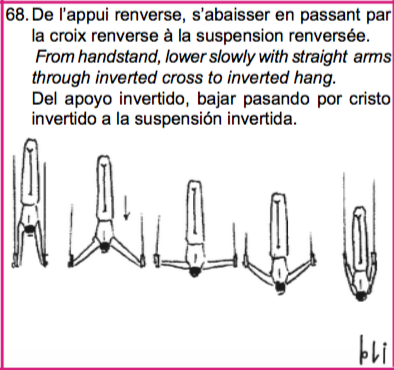 68. De l'appui renverse, s'abaisser en passant par
la croix renverse à la suspension renversée.
From handstand, lower slowly with straight arms
through inverted cross to inverted hang.
Del apoyo invertido, bajar pasando por cristo
invertido a la suspensión invertida.
bli